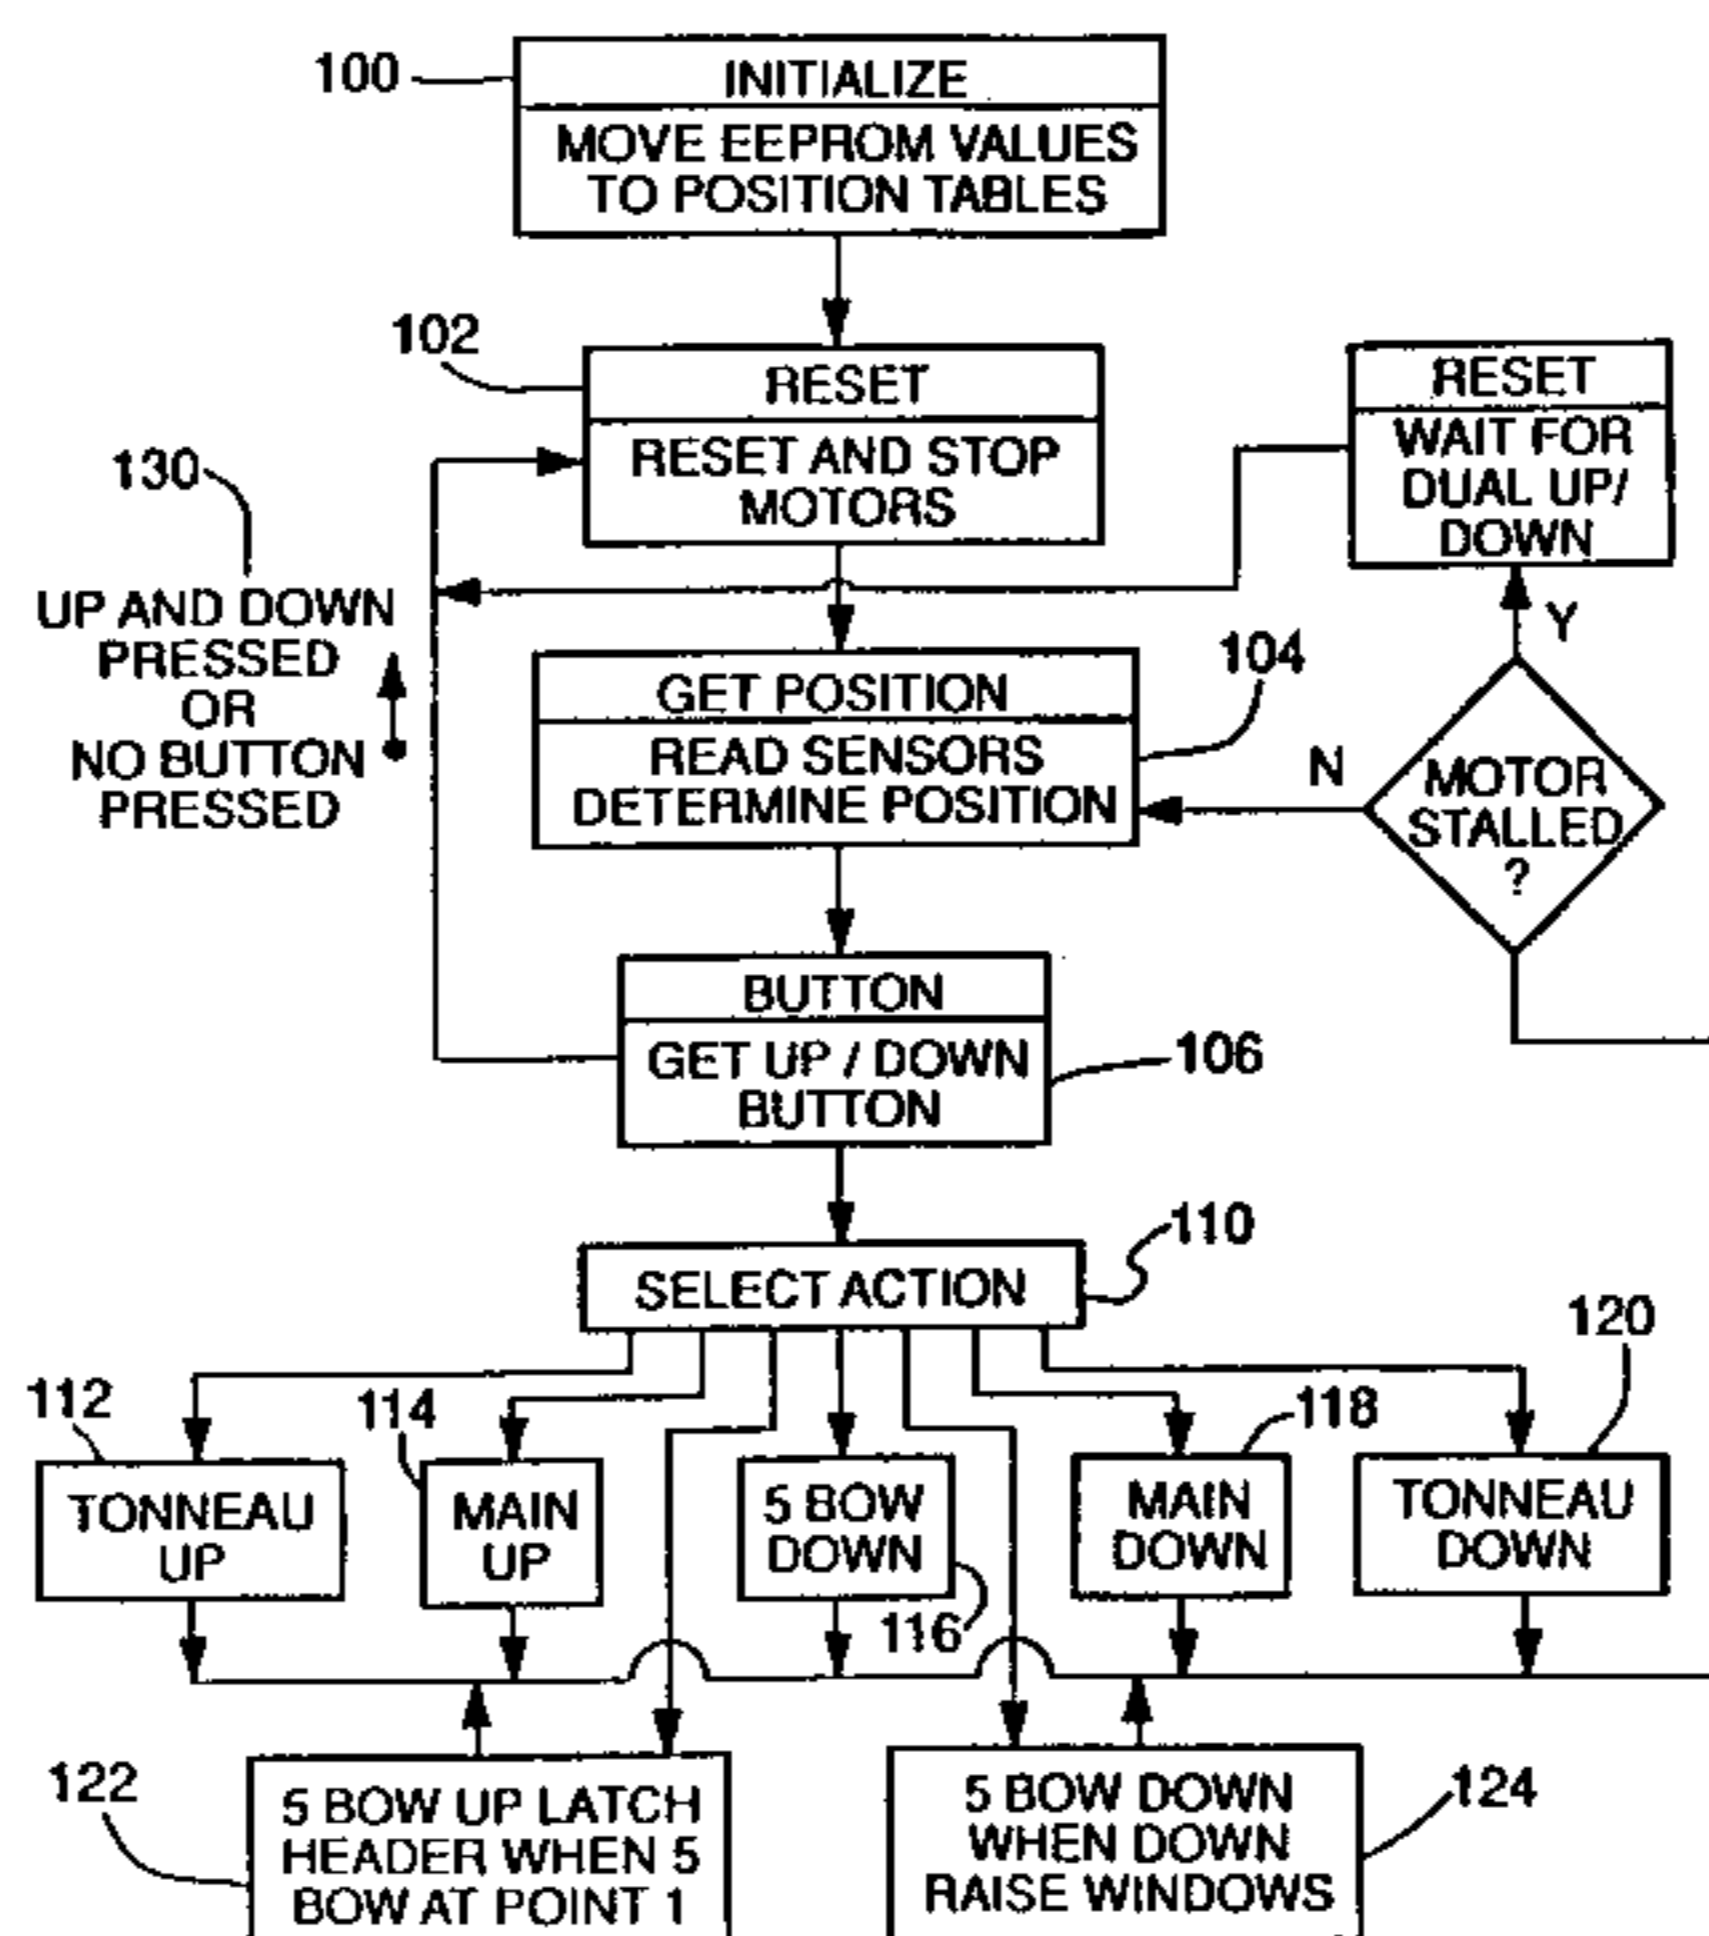 100
INITIALIZE
MOVE EEPROM VALUES
TO POSITION TABLES
102
RESET
RESET AND STOP
MOTORS
RESET
WAIT FOR
DUAL UP/
DOWN
130
UP AND DOWN
PRESSED
OR
NO BUTTON
PRESSED
Y
104
GET POSITION
READ SENSORS
DETERMINE POSITION
N
MOTOR
STALLED
?
BUTTON
GET UP / DOWN
BUTTON
106
110
SELECT ACTION
112
114
118
120
TONNEAU
UP
MAIN
UP
5 BOW
DOWN
116
MAIN
DOWN
TONNEAU
DOWN
122
5 BOW UP LATCH
HEADER WHEN 5
BOW AT POINT 1
5 BOW DOWN
WHEN DOWN
RAISE WINDOWS
124